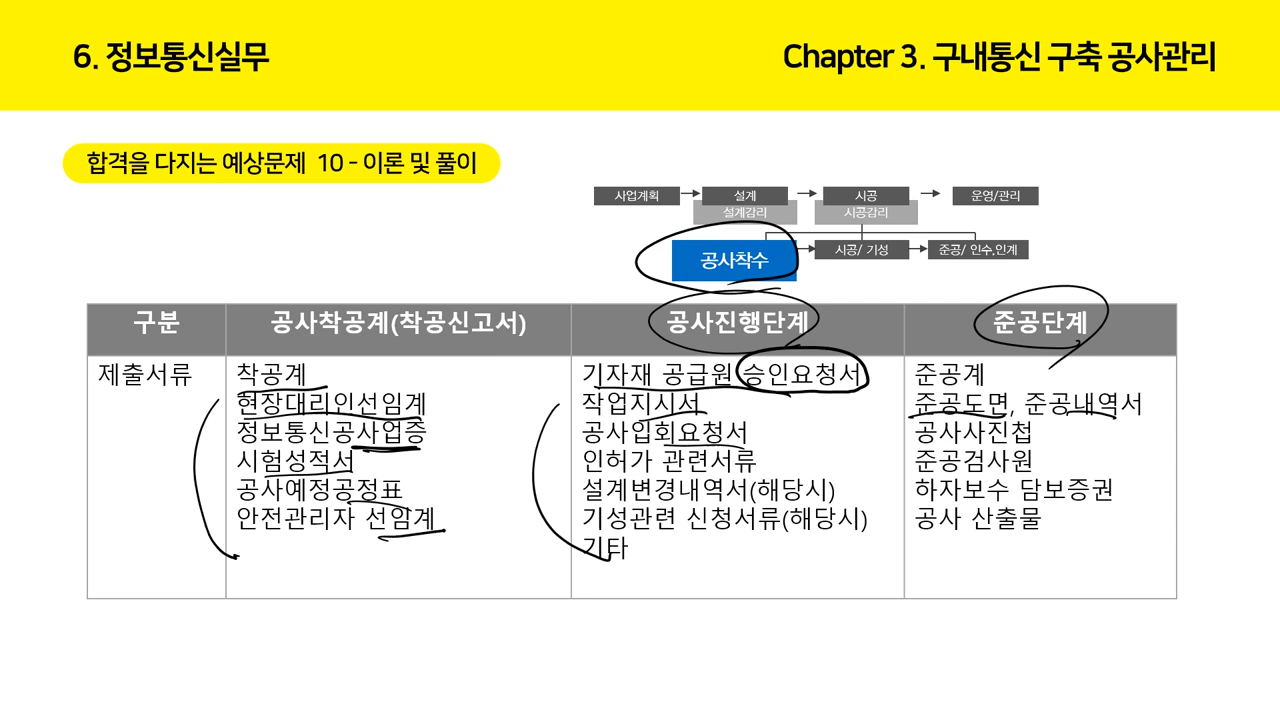 6. 정보통신실무
Chapter 3. 구내통신 구축 공사관리
합격을 다지는 예상문제 10 - 이론 및 풀이
사업계획
설계
시공
운영/관리
설계감리
시공감리
공사착수
시공/ 기성
준공/ 인수,인계
구분
공사착공계(착공신고서)
공사진행단계
준공단계
제출서류
착공계
현장대리인선임계
정보통신공사업증
시험성적서
공사예정공정표
안전관리자 선임계
기자재 공급원 승인요청서
작업지시서
공사입회요청서
인허가 관련서류
설계변경내역서(해당시)
기성관련 신청서류(해당시)
기타
준공계
준공도면, 준공내역서
공사사진첩
준공검사원
하자보수 담보증권
공사 산출물